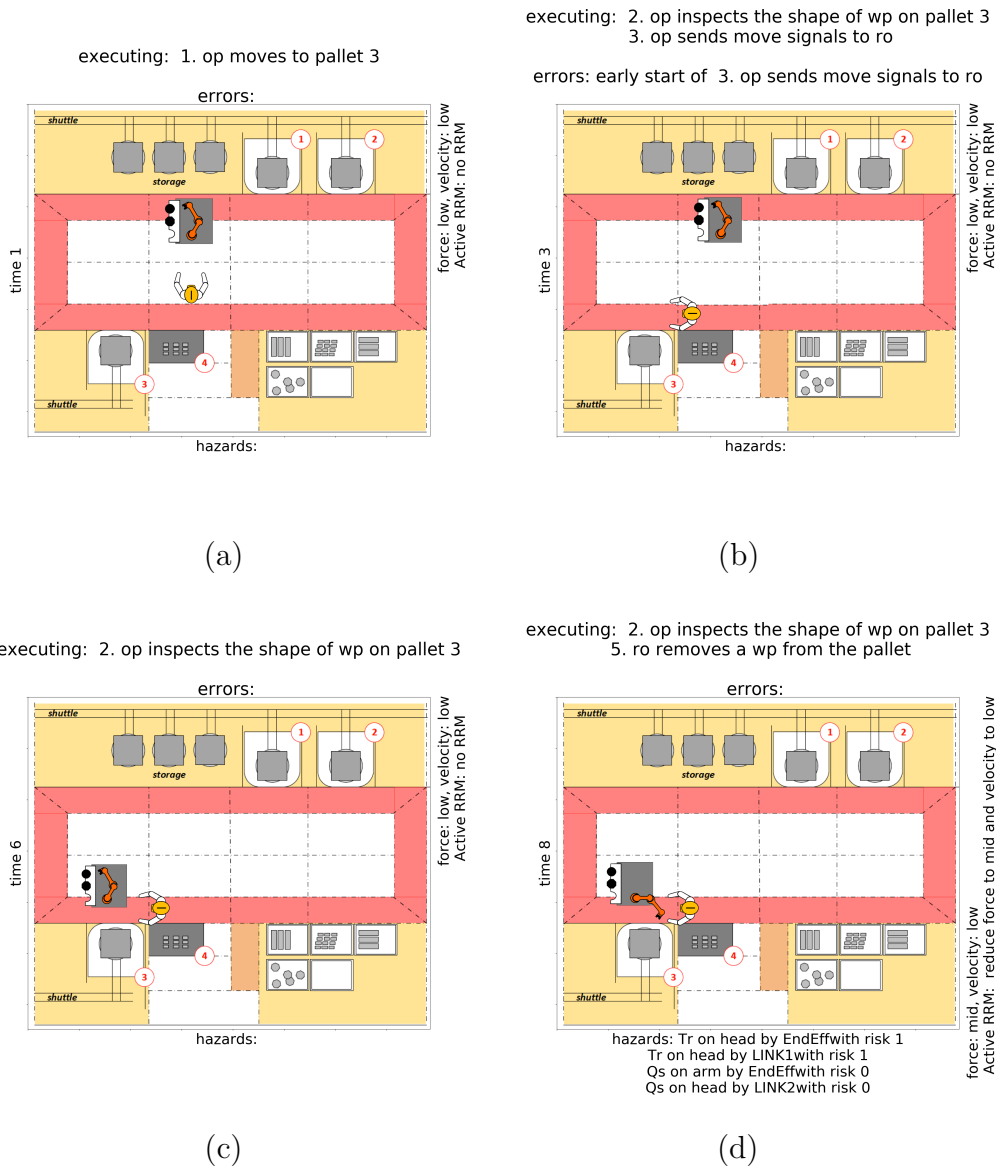 executing:  1. op moves to pallet 3
errors:
shuttle
1
2
storage
3
4
shuttle
time 1
force: low, velocity: low
Active RRM: no RRM
hazards:
(a)
executing:  2. op inspects the shape of wp on pallet 3
3. op sends move signals to ro
errors: early start of  3. op sends move signals to ro
shuttle
1
2
storage
3
4
shuttle
time 3
force: low, velocity: low
Active RRM: no RRM
hazards:
(b)
executing:  2. op inspects the shape of wp on pallet 3
errors:
shuttle
1
2
storage
3
4
shuttle
time 6
force: low, velocity: low
Active RRM: no RRM
hazards:
(c)
executing:  2. op inspects the shape of wp on pallet 3
5. ro removes a wp from the pallet
errors:
shuttle
1
2
storage
3
4
shuttle
time 8
force: mid, velocity: low
Active RRM:  reduce force to mid and velocity to low
hazards: Tr on head by EndEffwith risk 1
Tr on head by LINK1with risk 1
Qs on arm by EndEffwith risk 0
Qs on head by LINK2with risk 0
(d)